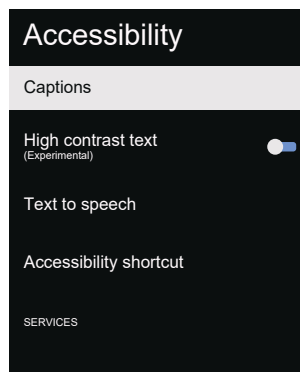 Accessibility
Captions
High contrast text
(Experimental)
Text to speech
Accessibility shortcut
SERVICES